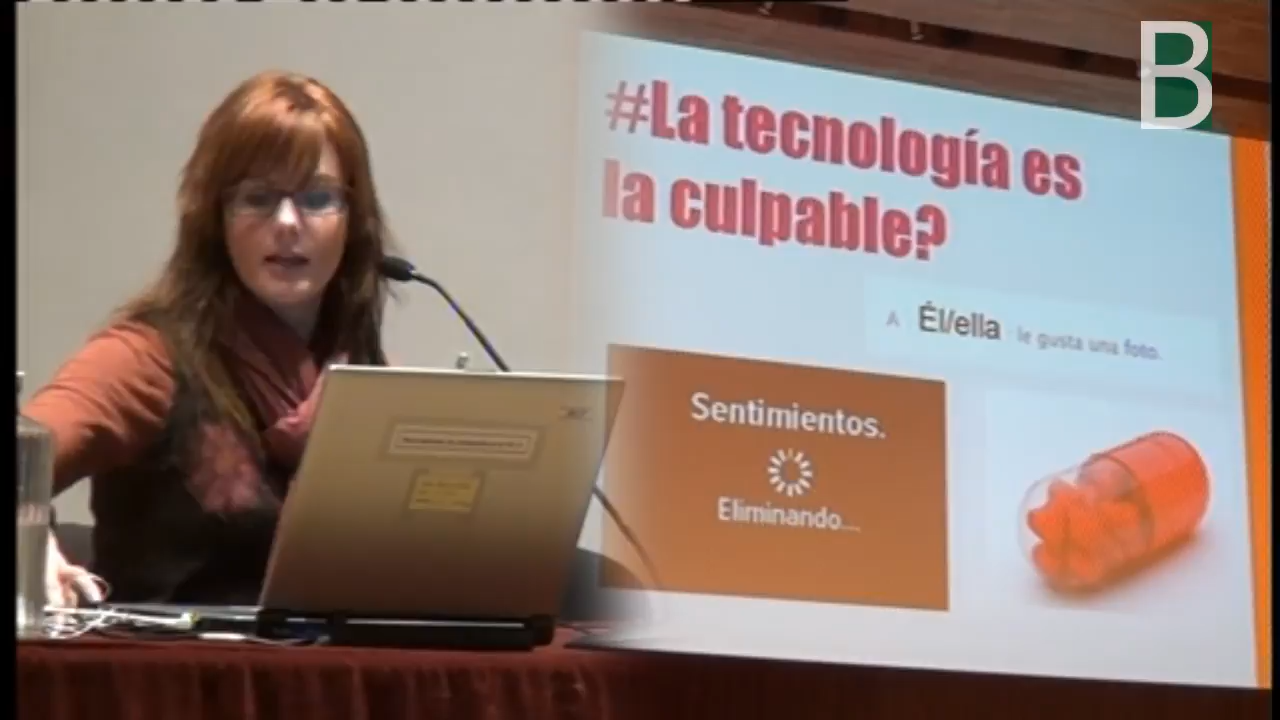 B
#La tecnología es
la culpable?
A Él/ella le gusta una foto.
Sentimientos.
Eliminando...